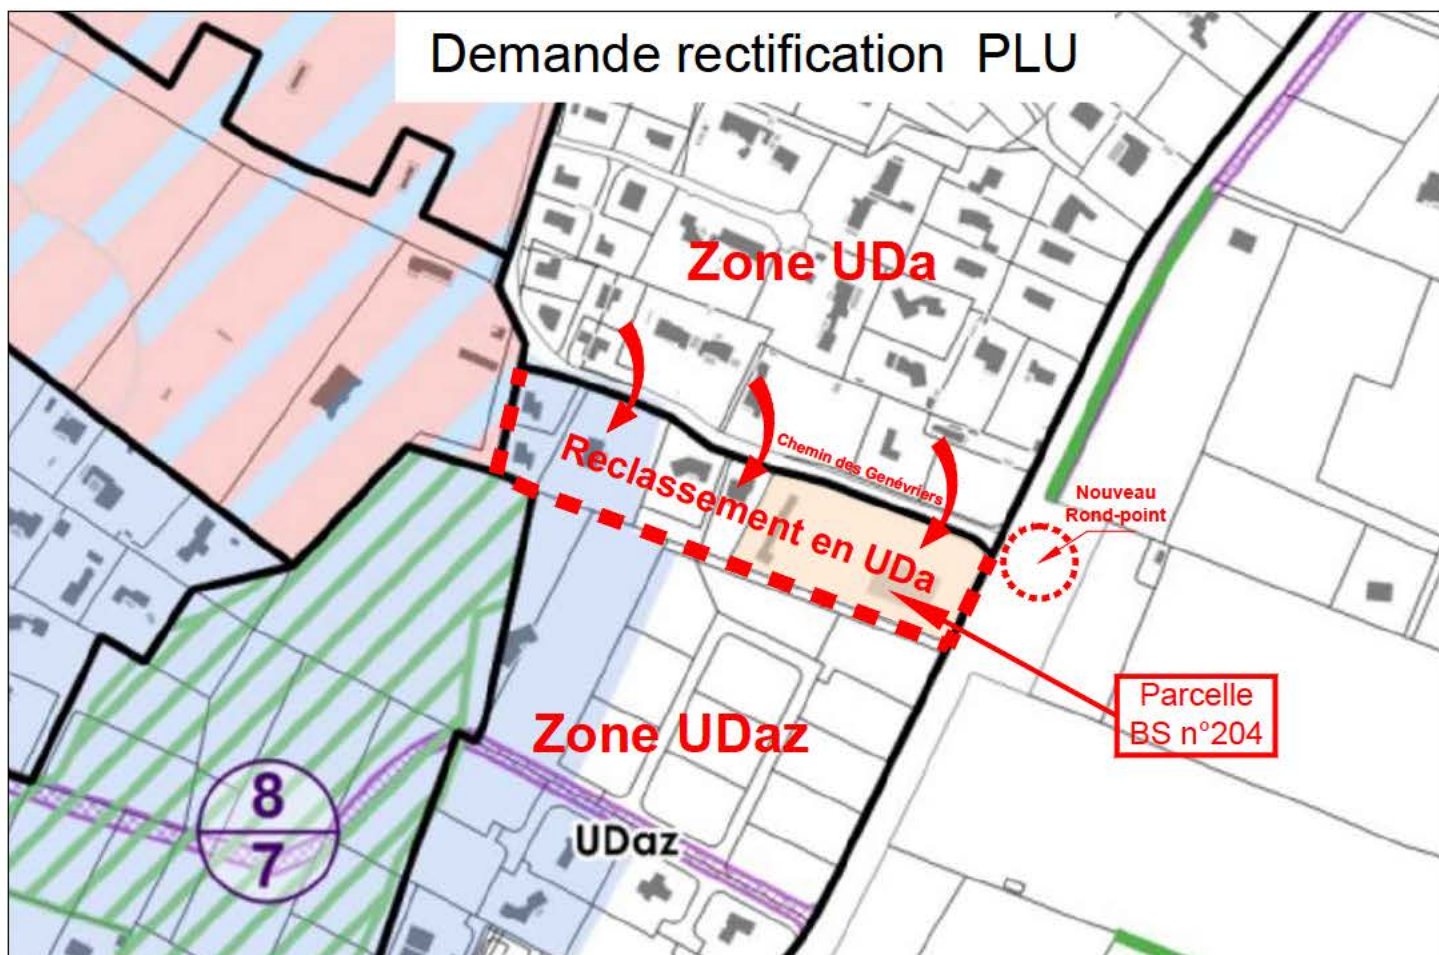 Demande rectification PLU
Zone UDa
Chemin des Genévriers
Reclassement en UDa
Nouveau
Rond-point
Parcelle
BS n°204
Zone UDaz
UDaz
8
7